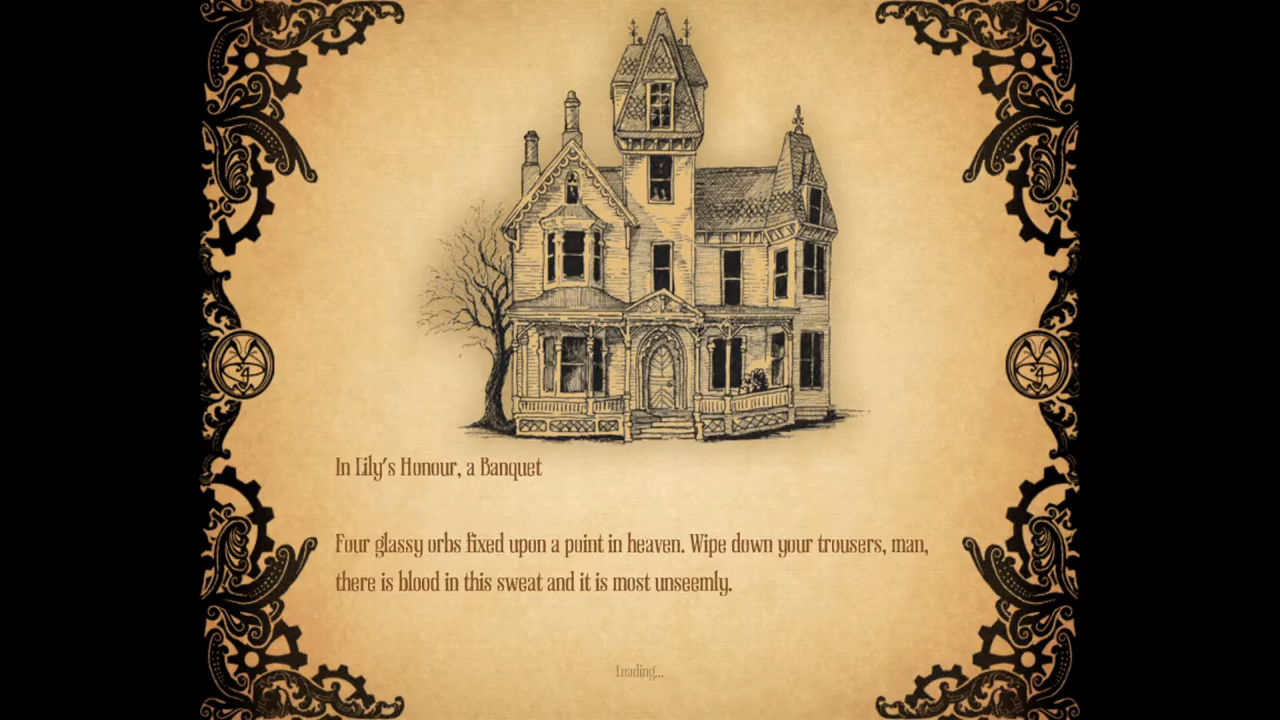 In Lily's Honour, a Banquet
Four glassy orbs fixed upon a point in heaven. Wipe down your trousers, man,
there is blood in this sweat and it is most unseemly.
Loading...